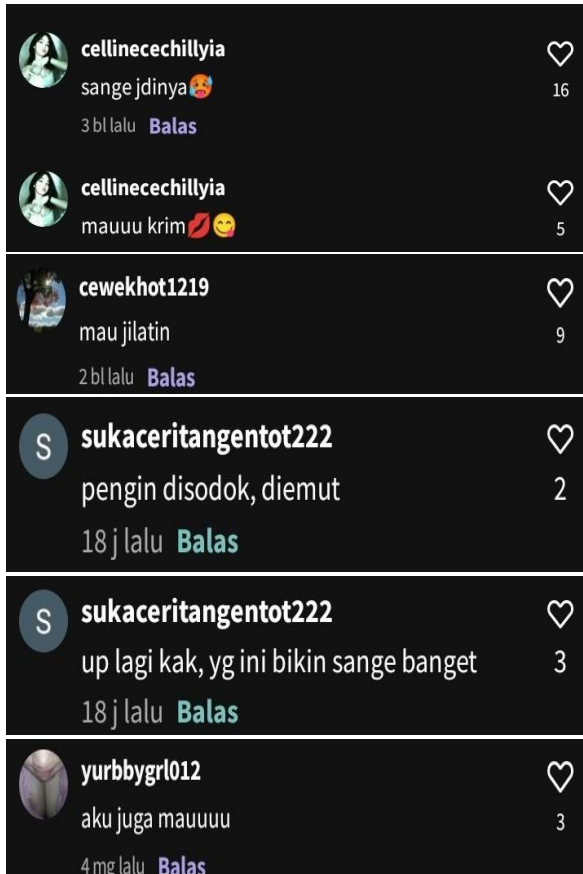 cellinecechillyia
sange jdinya🥵
16
3 bl lalu Balas
cellinecechillyia
mauuu krim💋😋
5
cewekhot1219
mau jilatin
9
2 bl lalu Balas
S
sukaceritangentot222
pengin disodok, diemut
2
18 j lalu Balas
S
sukaceritangentot222
up lagi kak, yg ini bikin sange banget
3
18 j lalu Balas
yurbbygrl012
aku juga mauuuu
3
4 mg lalu Balas